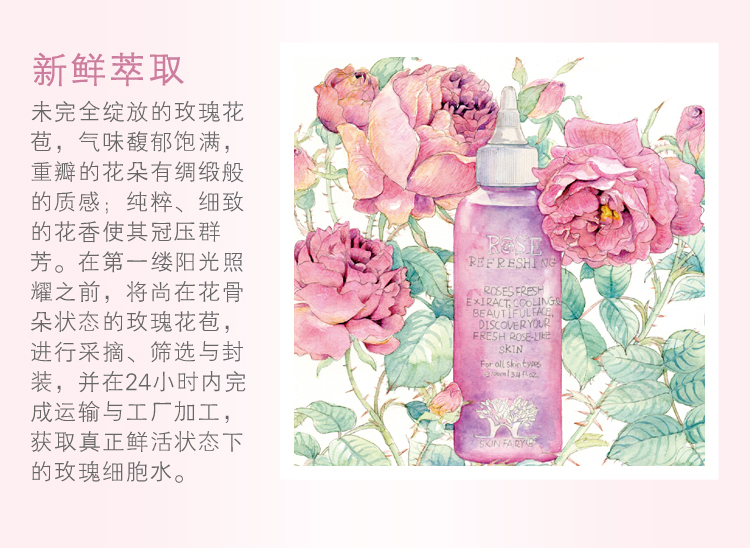 新鲜萃取
未完全绽放的玫瑰花
苞，气味馥郁饱满，
重瓣的花朵有绸缎般
的质感；纯粹、细致
的花香使其冠压群
芳。在第一缕阳光照
耀之前，将尚在花骨
朵状态的玫瑰花苞，
进行采摘、筛选与封
装，并在24小时内完
成运输与工厂加工，
获取真正鲜活状态下
的玫瑰细胞水。
ROSE
REFRESHING
ROSES FRESH
EXTRACT, COOLING &
BEAUTIFUL FACE,
DISCOVER YOUR
FRESH ROSE-LIKE
SKIN
For all skin types
SKIN FAIRY